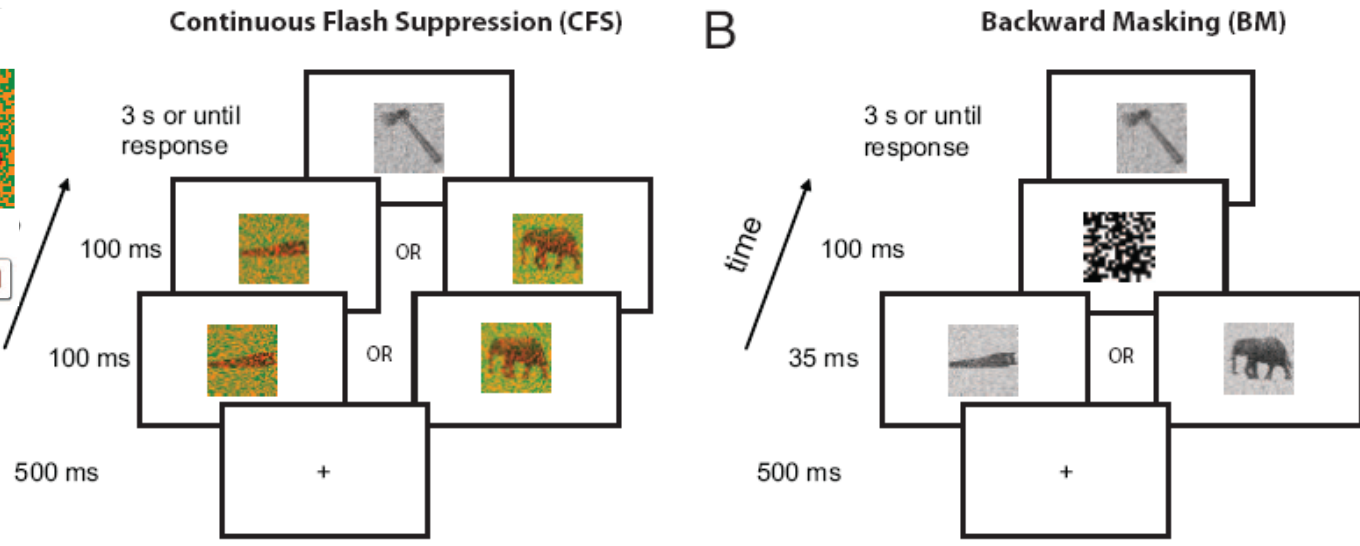 Continuous Flash Suppression (CFS)
3 s or until
response
100 ms
OR
100 ms
OR
500 ms
+
B
Backward Masking (BM)
3 s or until
response
time
100 ms
35 ms
OR
500 ms
+